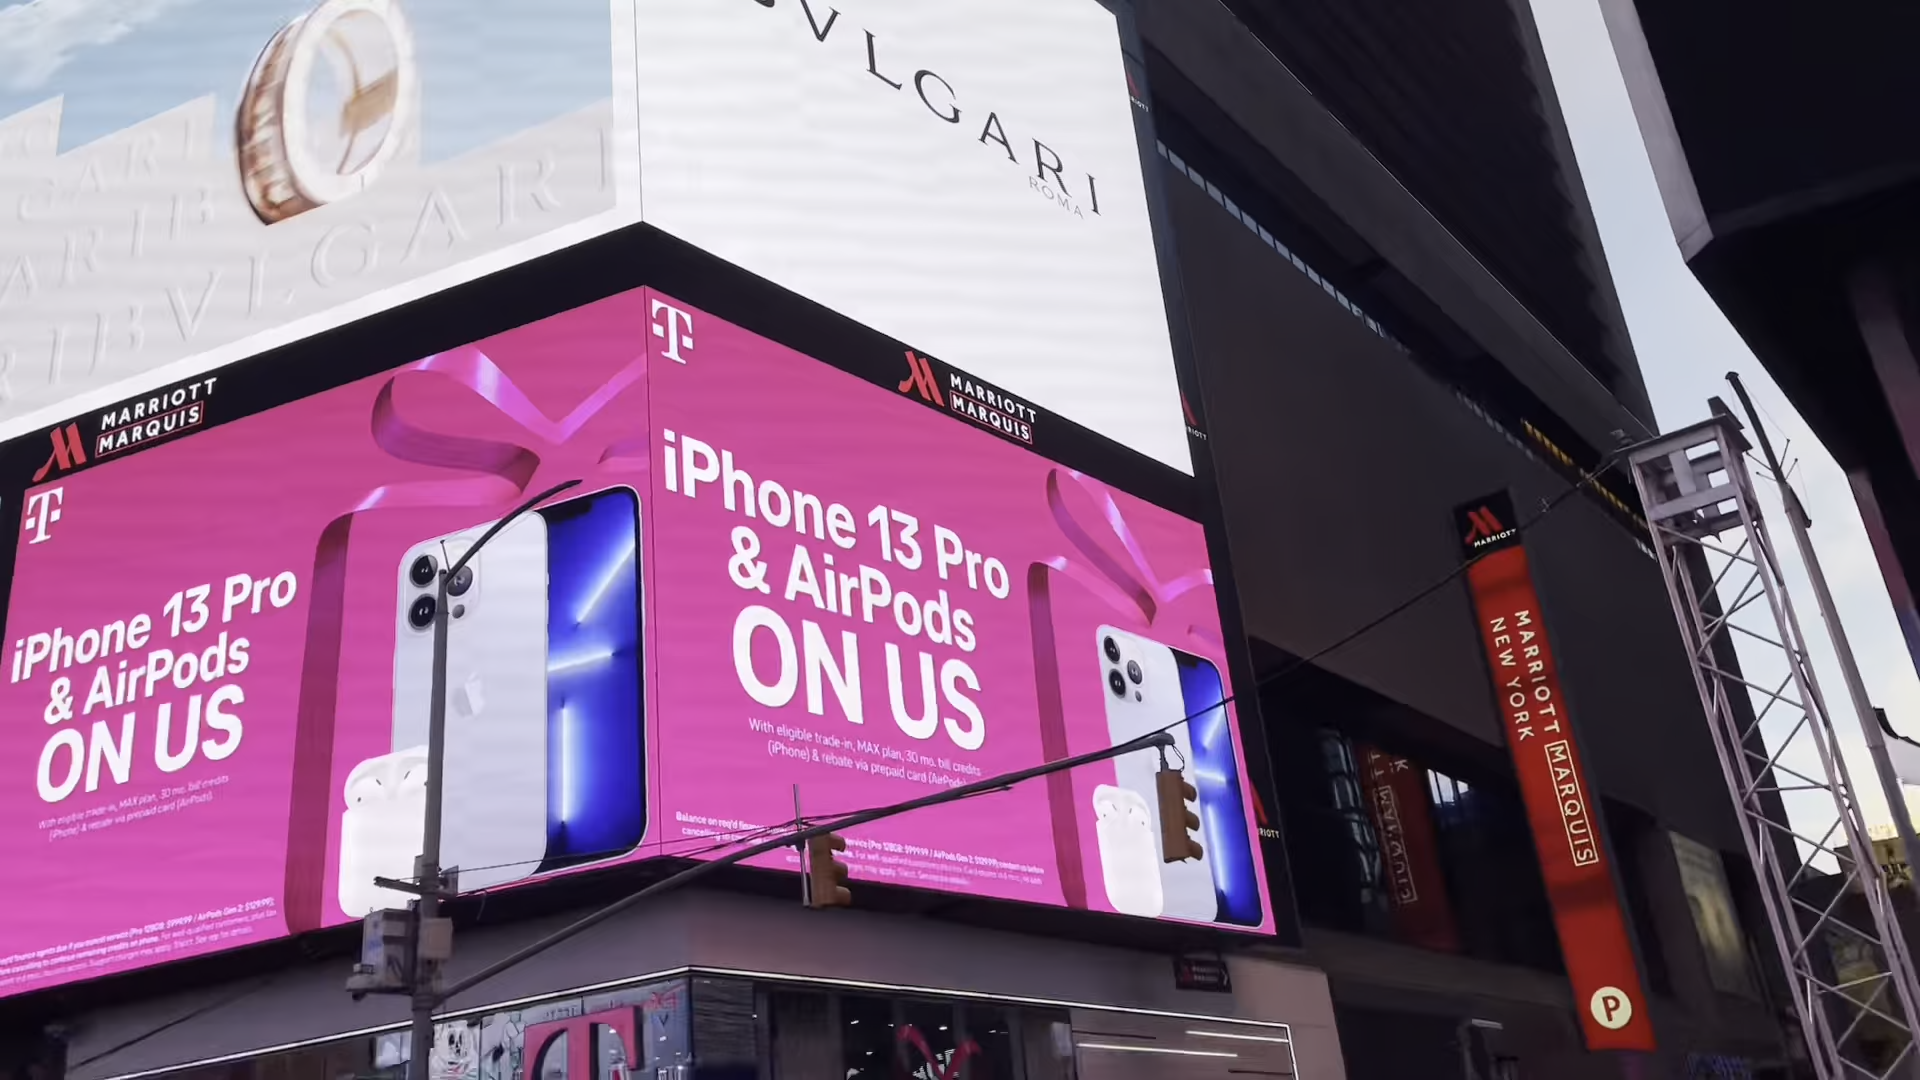 BVLGARI
BVLGARI
ROMA
MARRIOTT
MARQUIS
MARRIOTT
MARQUIS
T
iPhone 13 Pro
& AirPods
ON US
With eligible trade-in, MAX plan, 30 mo. bill credits
(iPhone) & rebate via prepaid card (AirPods)
T
iPhone 13 Pro
& AirPods
ON US
With eligible trade-in, MAX plan, 30 mo. bill credits
(iPhone) & rebate via prepaid card (AirPods)
MARRIOTT
MARRIOTT MARQUIS
NEW YORK
P
T